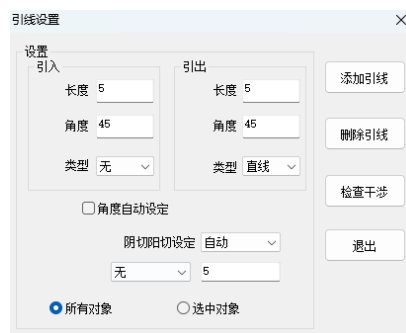 引线设置
设置
引入
长度 5
角度 45
类型 无
引出
长度 5
角度 45
类型 直线
角度自动设定
阴切阳切设定 自动
无 5
所有对象 选中对象
添加引线
删除引线
检查干涉
退出